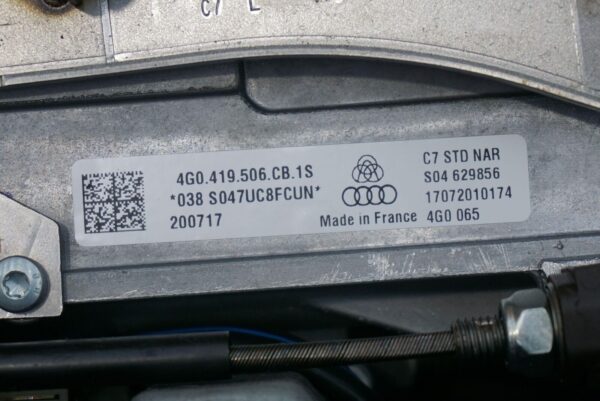 C7 L
4G0.419.506.CB.1S
*038 S047UC8FCUN*
200717
Made in France
C7 STD NAR
S04 629856
17072010174
4G0 065